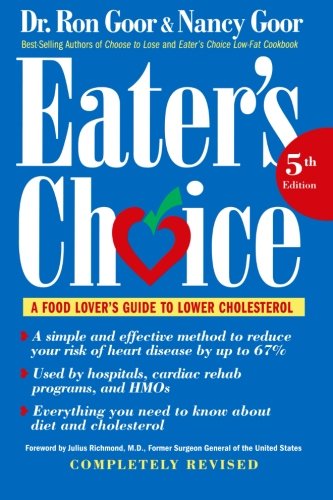 Dr. Ron Goor & Nancy Goor
Best-Selling Authors of Choose to Lose and Eater's Choice Low-Fat Cookbook
Eater's
5th
Edition
Choice
A FOOD LOVER'S GUIDE TO LOWER CHOLESTEROL
A simple and effective method to reduce
your risk of heart disease by up to 67%
Used by hospitals, cardiac rehab
programs, and HMOs
Everything you need to know about
diet and cholesterol
Foreword by Julius Richmond, M.D., Former Surgeon General of the United States
COMPLETELY REVISED